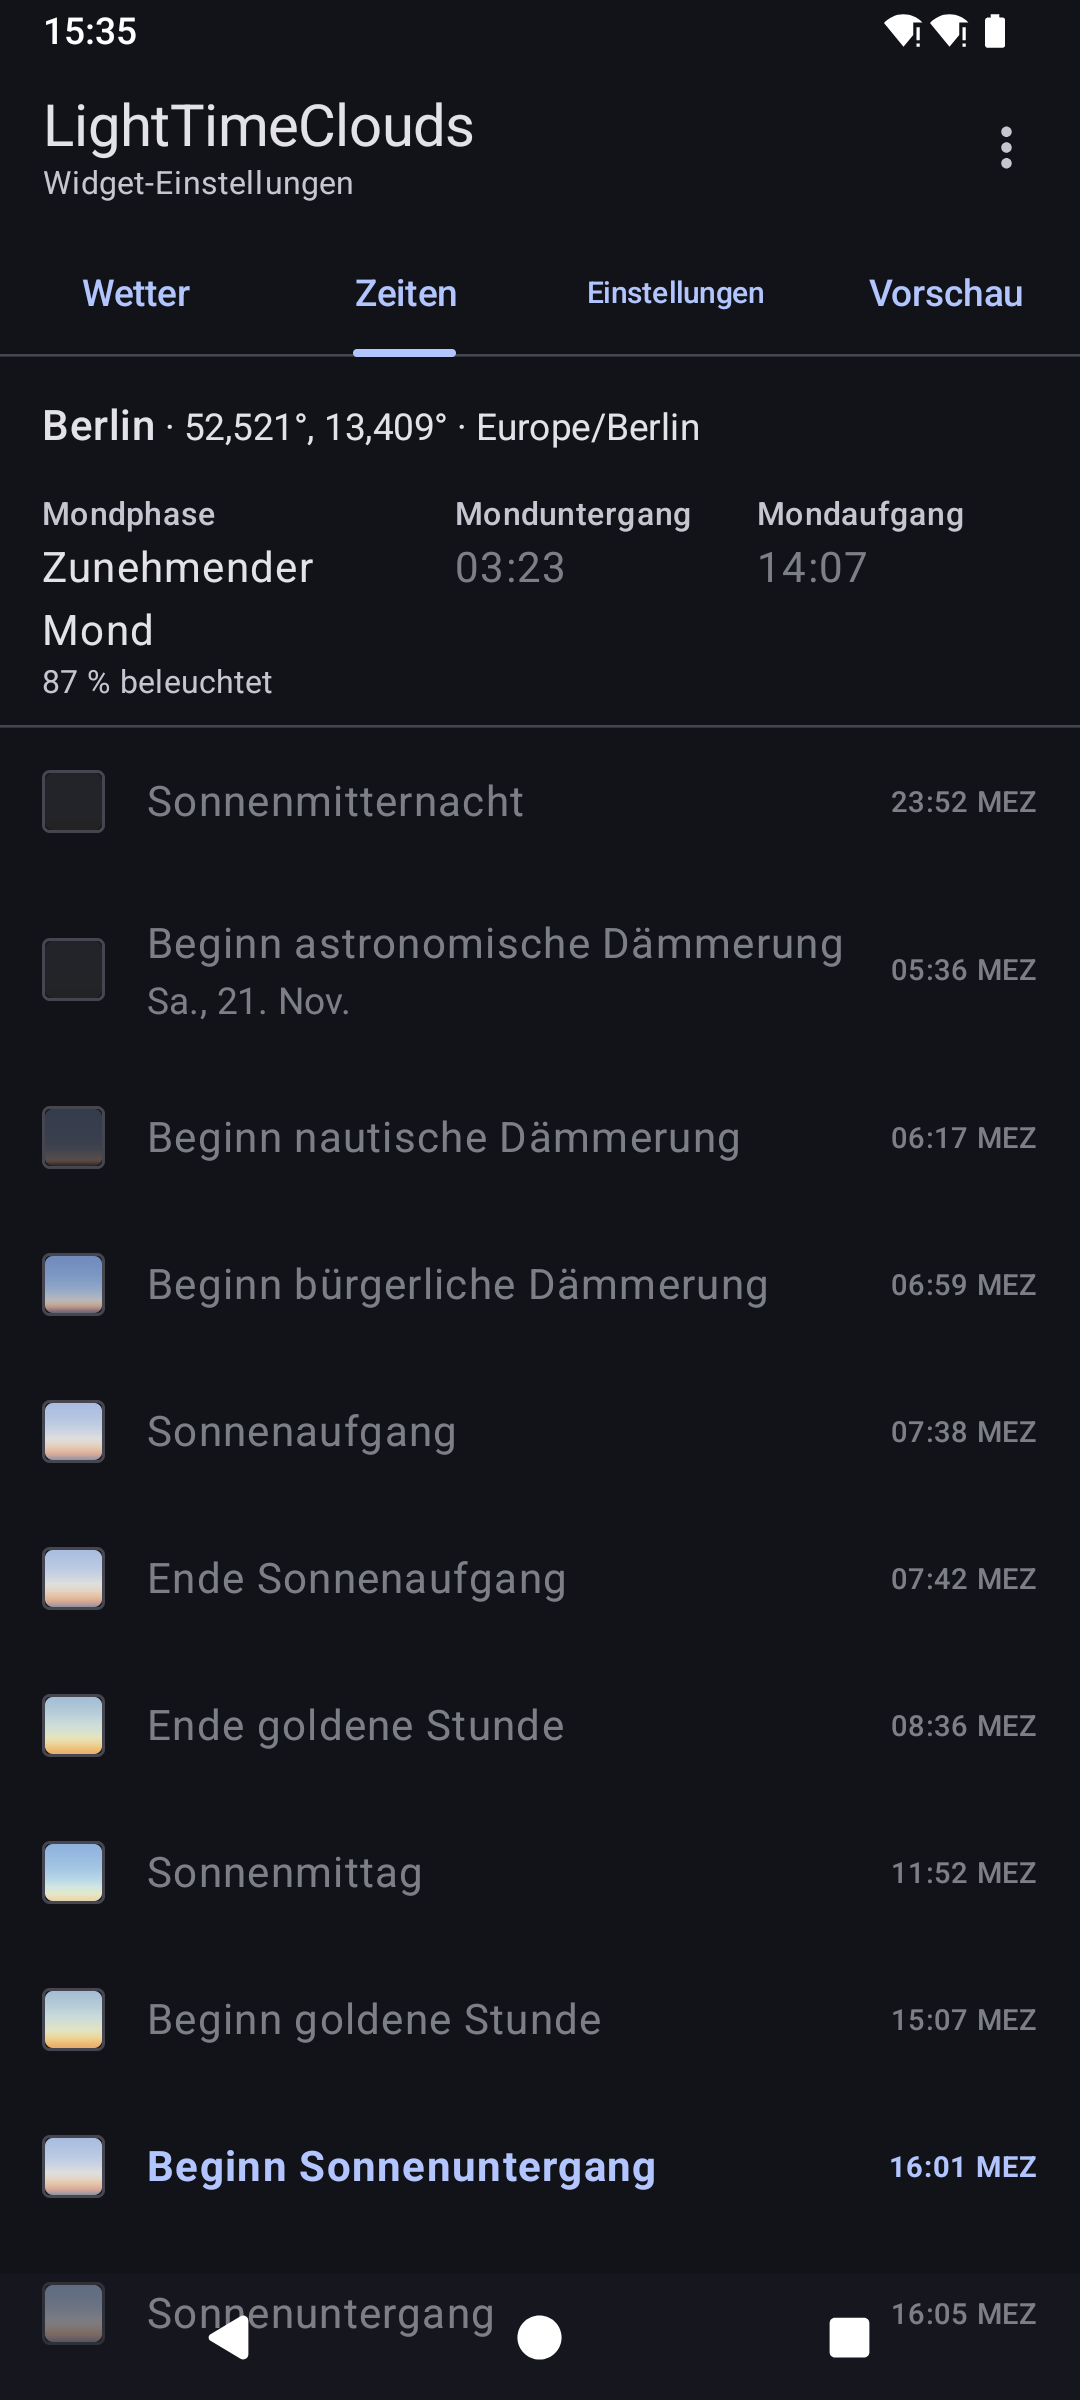 15:35
LightTimeClouds
Widget-Einstellungen
Wetter Zeiten Einstellungen Vorschau
Berlin · 52,521°, 13,409° · Europe/Berlin
Mondphase Monduntergang Mondaufgang
Zunehmender 03:23 14:07
Mond
87 % beleuchtet
Sonnenmitternacht 23:52 MEZ
Beginn astronomische Dämmerung 05:36 MEZ
Sa., 21. Nov.
Beginn nautische Dämmerung 06:17 MEZ
Beginn bürgerliche Dämmerung 06:59 MEZ
Sonnenaufgang 07:38 MEZ
Ende Sonnenaufgang 07:42 MEZ
Ende goldene Stunde 08:36 MEZ
Sonnenmittag 11:52 MEZ
Beginn goldene Stunde 15:07 MEZ
Beginn Sonnenuntergang 16:01 MEZ
Sonnenuntergang 16:05 MEZ